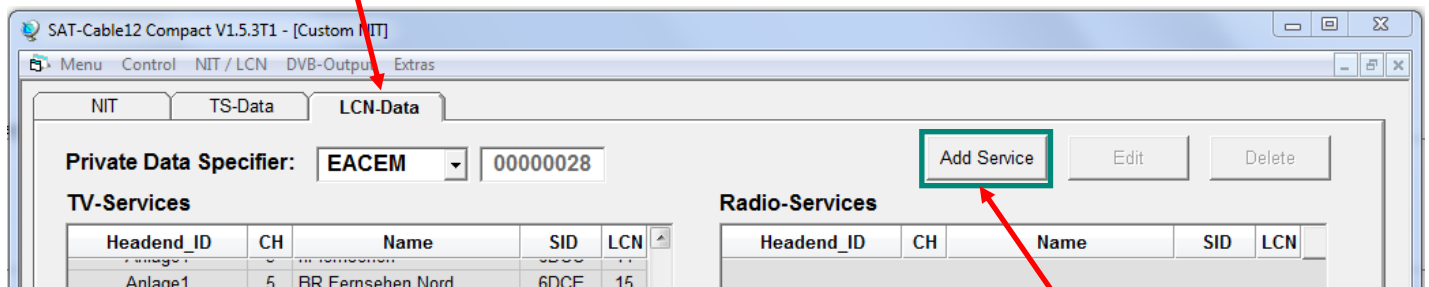 SAT-Cable12 Compact V1.5.3T1 - [Custom NIT]
Menu Control NIT / LCN DVB-Output Extras
NIT TS-Data LCN-Data
Private Data Specifier: EACEM 00000028 Add Service Edit Delete
TV-Services Radio-Services
Headend_ID CH Name SID LCN Headend_ID CH Name SID LCN
Anlage1 5 BR Fernsehen Nord 6DCE 15